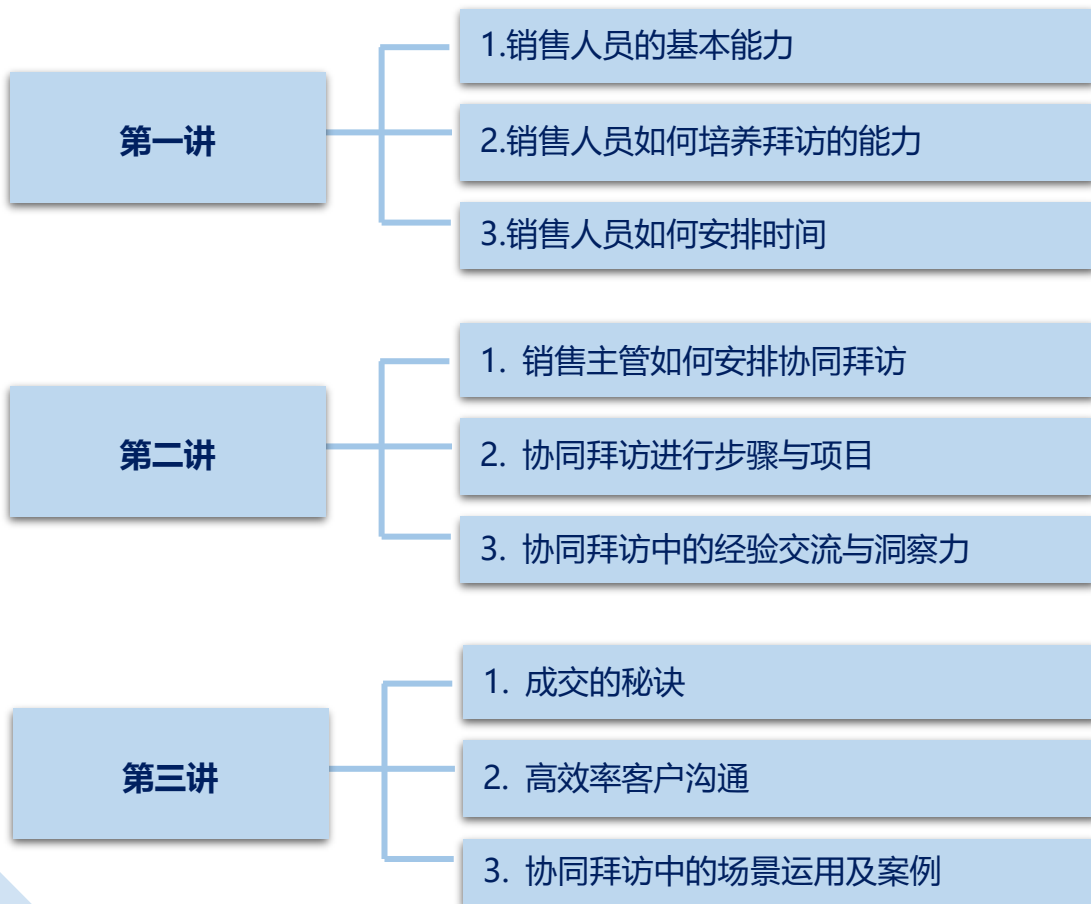 第一讲
1.销售人员的基本能力
2.销售人员如何培养拜访的能力
3.销售人员如何安排时间
第二讲
1. 销售主管如何安排协同拜访
2. 协同拜访进行步骤与项目
3. 协同拜访中的经验交流与洞察力
第三讲
1. 成交的秘诀
2. 高效率客户沟通
3. 协同拜访中的场景运用及案例